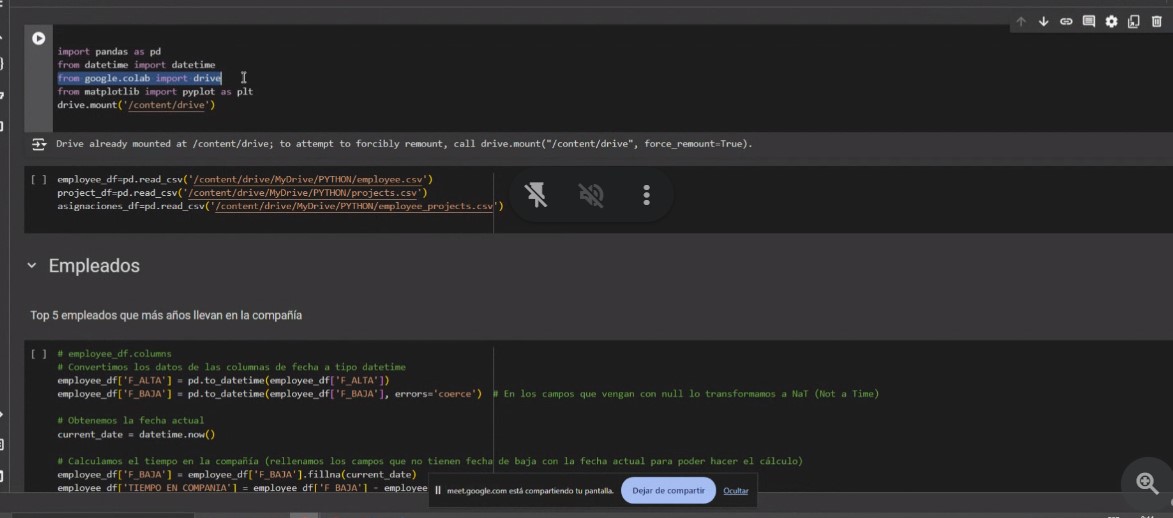 import pandas as pd
from datetime import datetime
from google.colab import drive
from matplotlib import pyplot as plt
drive.mount('/content/drive')
Drive already mounted at /content/drive; to attempt to forcibly remount, call drive.mount("/content/drive", force_remount=True).
[ ] employee_df=pd.read_csv('/content/drive/MyDrive/PYTHON/employee.csv')
project_df=pd.read_csv('/content/drive/MyDrive/PYTHON/projects.csv')
asignaciones_df=pd.read_csv('/content/drive/MyDrive/PYTHON/employee_projects.csv')
Empleados
Top 5 empleados que más años llevan en la compañía
[ ] # employee_df.columns
# Convertimos los datos de las columnas de fecha a tipo datetime
employee_df['F_ALTA'] = pd.to_datetime(employee_df['F_ALTA'])
employee_df['F_BAJA'] = pd.to_datetime(employee_df['F_BAJA'], errors='coerce') # En los campos que vengan con null lo transformamos a NaT (Not a Time)
# Obtenemos la fecha actual
current_date = datetime.now()
# Calculamos el tiempo en la compañía (rellenamos los campos que no tienen fecha de baja con la fecha actual para poder hacer el cálculo)
employee_df['F_BAJA'] = employee_df['F_BAJA'].fillna(current_date)
employee_df['TIEMPO EN COMPANIA'] = employee_df['F_BAJA'] - employee
meet.google.com está compartiendo tu pantalla. Dejar de compartir Ocultar